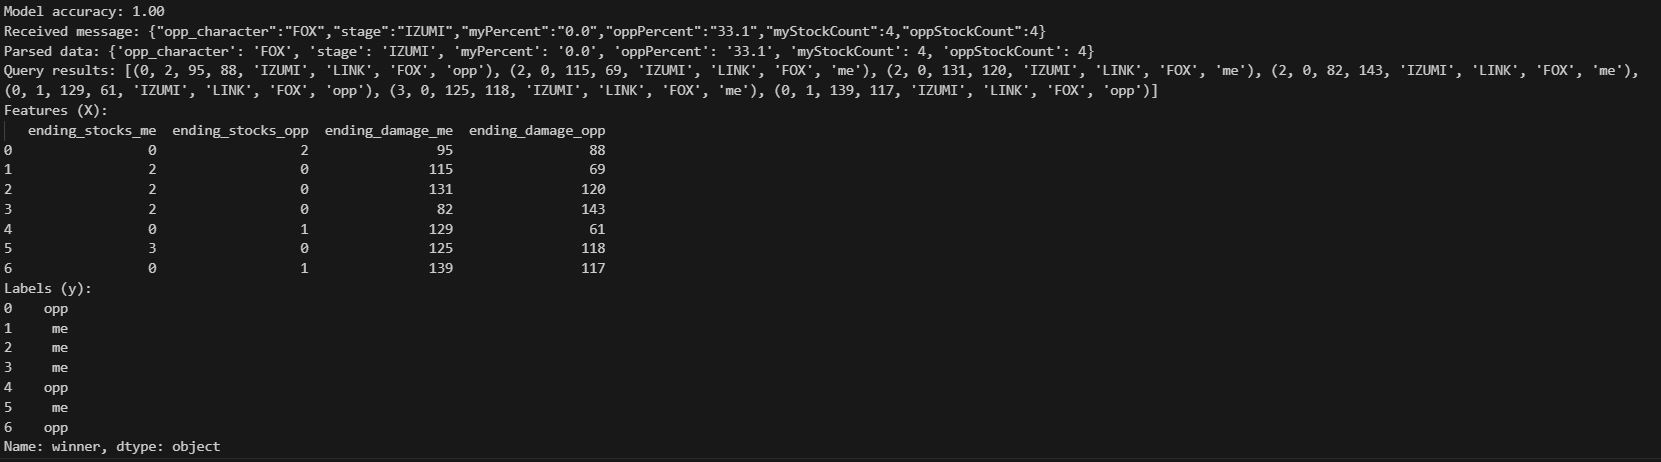 Model accuracy: 1.00
Received message: {"opp_character":"FOX","stage":"IZUMI","myPercent":"0.0","oppPercent":"33.1","myStockCount":4,"oppStockCount":4}
Parsed data: {'opp_character': 'FOX', 'stage': 'IZUMI', 'myPercent': '0.0', 'oppPercent': '33.1', 'myStockCount': 4, 'oppStockCount': 4}
Query results: [(0, 2, 95, 88, 'IZUMI', 'LINK', 'FOX', 'opp'), (2, 0, 115, 69, 'IZUMI', 'LINK', 'FOX', 'me'), (2, 0, 131, 120, 'IZUMI', 'LINK', 'FOX', 'me'), (2, 0, 82, 143, 'IZUMI', 'LINK', 'FOX', 'me'),
(0, 1, 129, 61, 'IZUMI', 'LINK', 'FOX', 'opp'), (3, 0, 125, 118, 'IZUMI', 'LINK', 'FOX', 'me'), (0, 1, 139, 117, 'IZUMI', 'LINK', 'FOX', 'opp')]
Features (X):
   ending_stocks_me  ending_stocks_opp  ending_damage_me  ending_damage_opp
0                 0                  2                95                 88
1                 2                  0               115                 69
2                 2                  0               131                120
3                 2                  0                82                143
4                 0                  1               129                 61
5                 3                  0               125                118
6                 0                  1               139                117
Labels (y):
0    opp
1     me
2     me
3     me
4    opp
5     me
6    opp
Name: winner, dtype: object